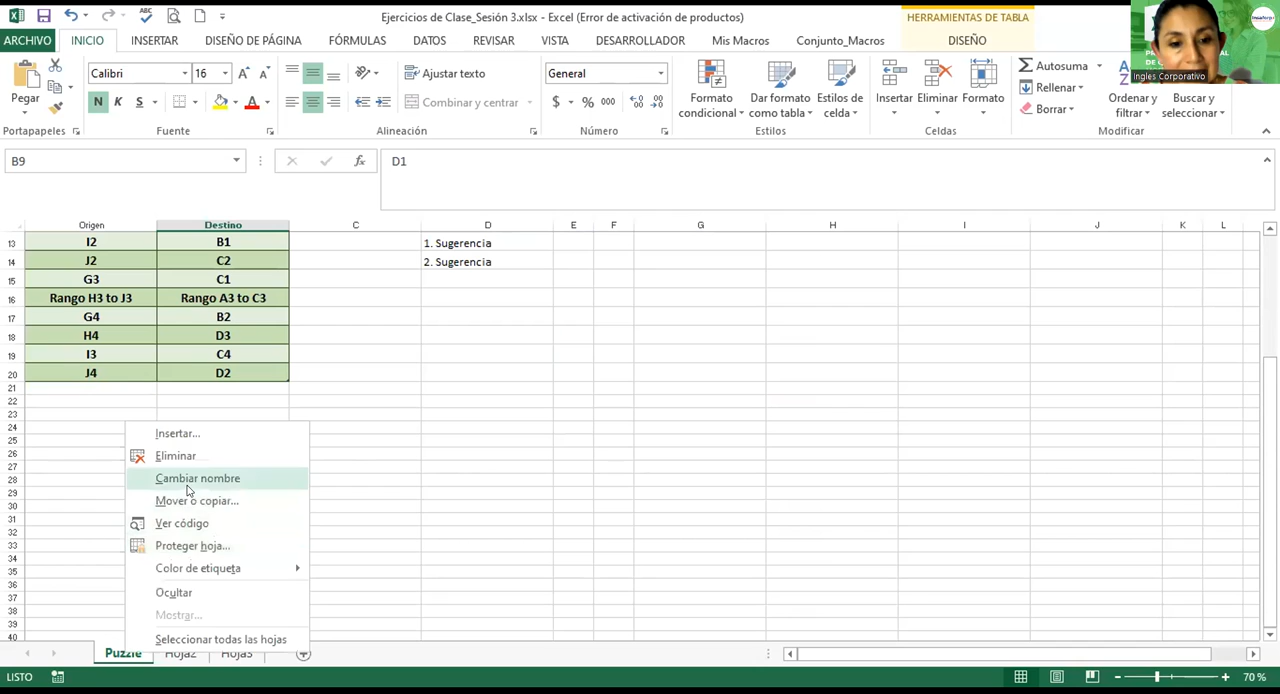 Ejercicios de Clase_Sesión 3.xlsx - Excel (Error de activación de productos)
HERRAMIENTAS DE TABLA
ARCHIVO INICIO INSERTAR DISEÑO DE PÁGINA FÓRMULAS DATOS REVISAR VISTA DESARROLLADOR Mis Macros Conjunto_Macros DISEÑO
Ingles Corporativo
Pegar
Calibri 16
N K S
Ajustar texto
Combinar y centrar
General
$ % 000
Formato condicional
Dar formato como tabla
Estilos de celda
Insertar Eliminar Formato
Autosuma
Rellenar
Borrar
Ordenar y filtrar
Buscar y seleccionar
Portapapeles Fuente Alineación Número Estilos Celdas Modificar
B9 fx D1
Origen Destino C D E F G H I J K L
13 I2 B1 1. Sugerencia
14 J2 C2 2. Sugerencia
15 G3 C1
16 Rango H3 to J3 Rango A3 to C3
17 G4 B2
18 H4 D3
19 I3 C4
20 J4 D2
21
22
23
24
25
26
27
28
29
30
31
32
33
34
35
36
37
38
39
40
Insertar...
Eliminar
Cambiar nombre
Mover o copiar...
Ver código
Proteger hoja...
Color de etiqueta
Ocultar
Mostrar...
Seleccionar todas las hojas
Puzzle Hoja2 Hoja3
LISTO 70 %